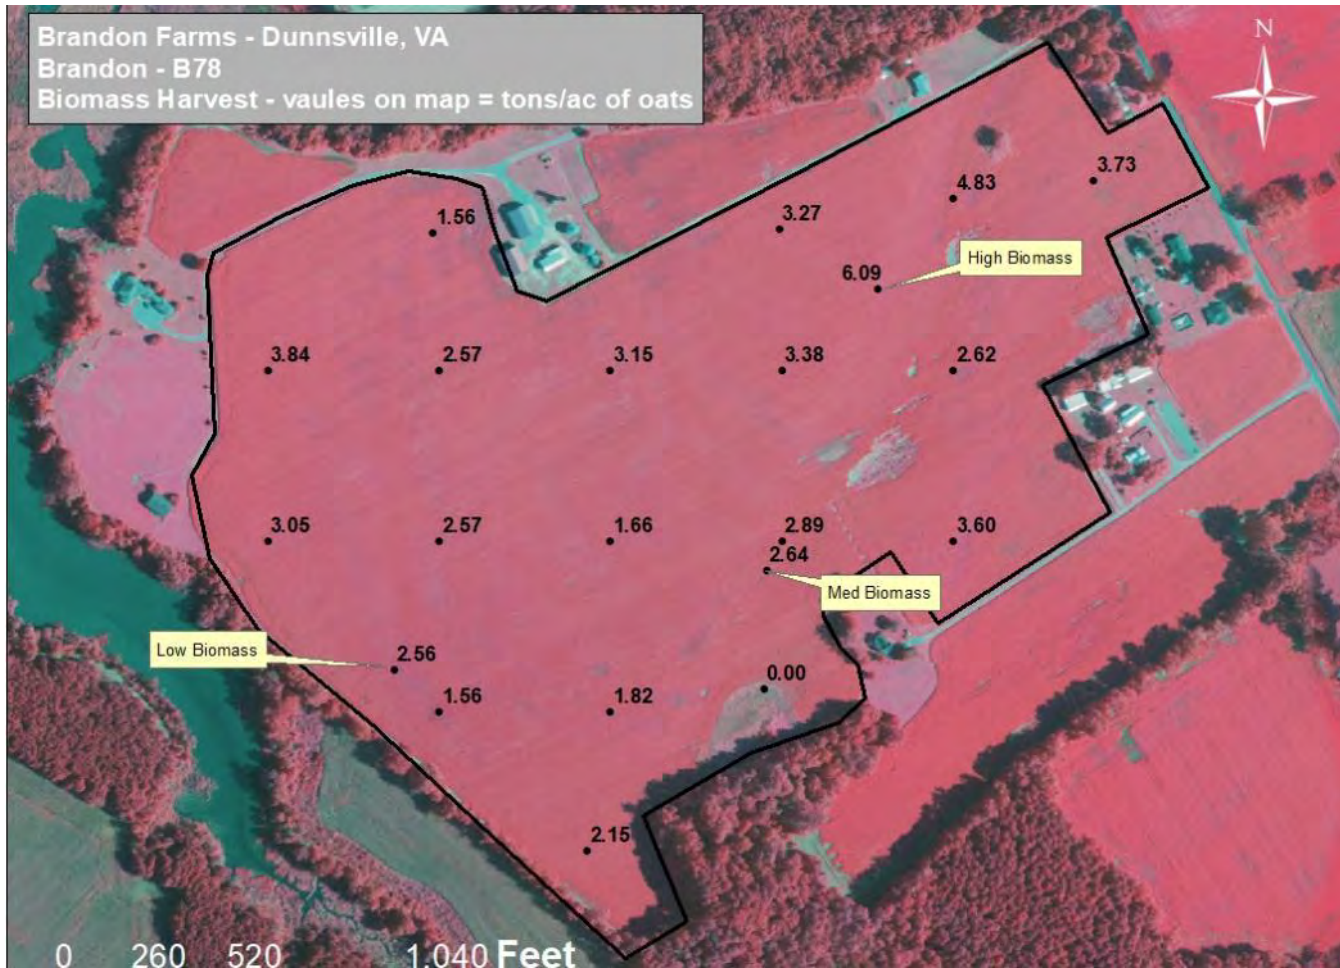 Brandon Farms - Dunnsville, VA
Brandon - B78
Biomass Harvest - vaules on map = tons/ac of oats
N
3.73
4.83
1.56
3.27
High Biomass
6.09
3.84
2.57
3.15
3.38
2.62
3.05
2.57
1.66
2.89
3.60
2.64
Med Biomass
Low Biomass
2.56
0.00
1.56
1.82
2.15
0 260 520 1,040 Feet